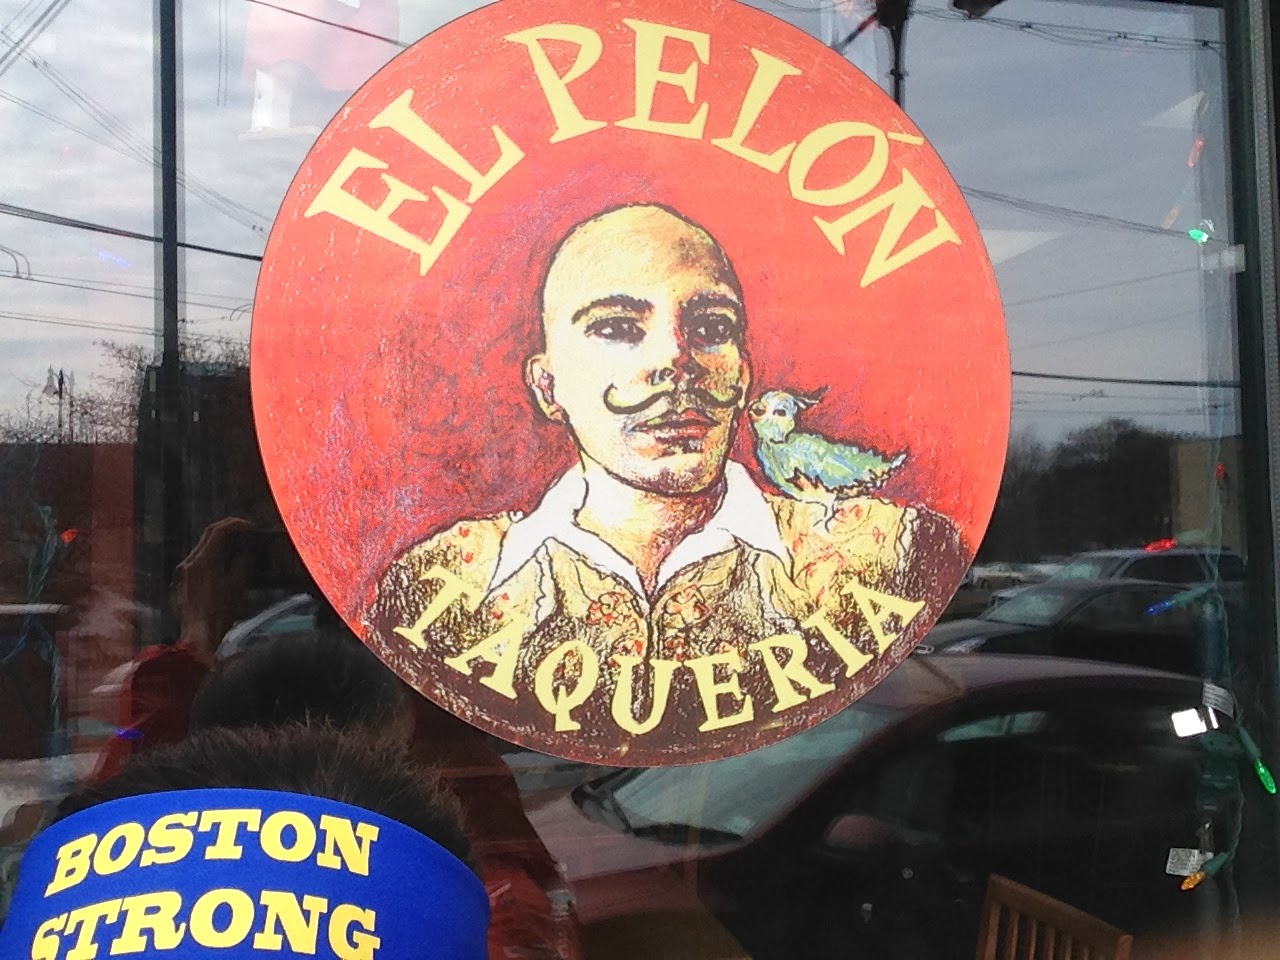 EL PELÓN
TAQUERIA
BOSTON
STRONG